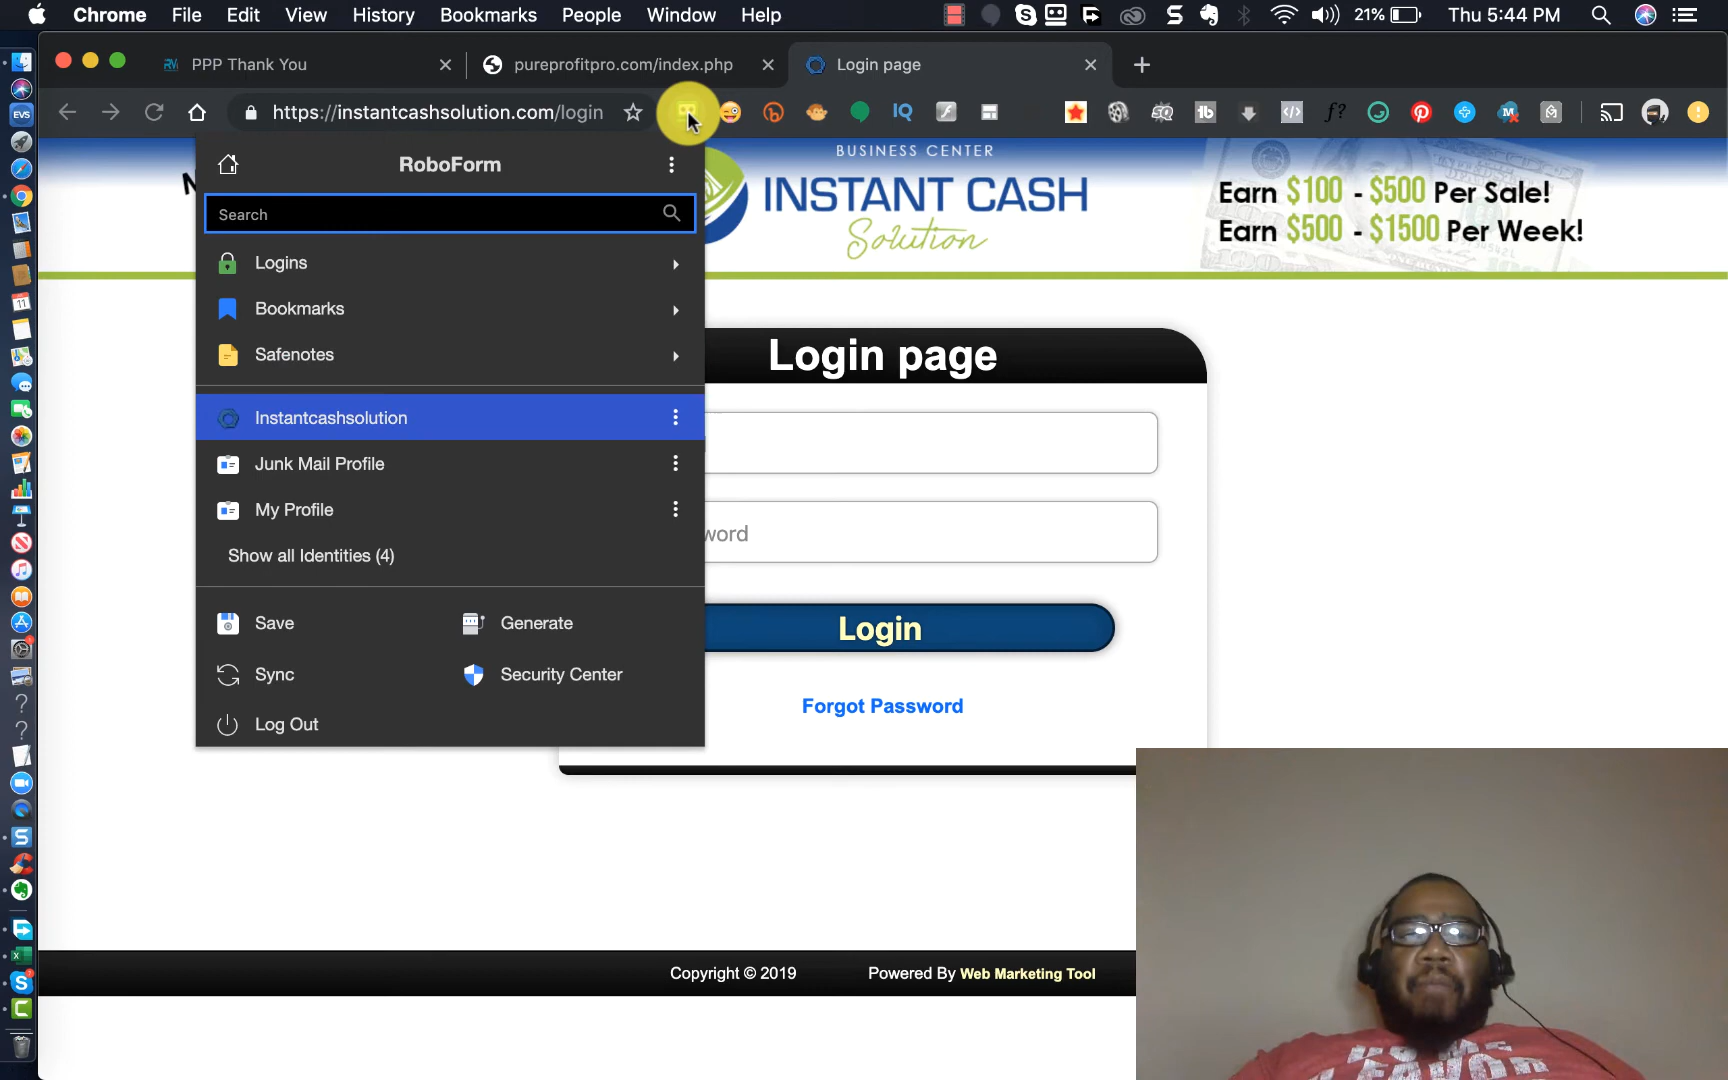 Chrome File Edit View History Bookmarks People Window Help 21% Thu 5:44 PM
PPP Thank You pureprofitpro.com/index.php Login page
https://instantcashsolution.com/login
RoboForm
Search
Logins
Bookmarks
Safenotes
Instantcashsolution
Junk Mail Profile
My Profile
Show all Identities (4)
Save Generate
Sync Security Center
Log Out
BUSINESS CENTER
INSTANT CASH
Solution
Earn $100 - $500 Per Sale!
Earn $500 - $1500 Per Week!
Login page
word
Login
Forgot Password
Copyright © 2019 Powered By Web Marketing Tool